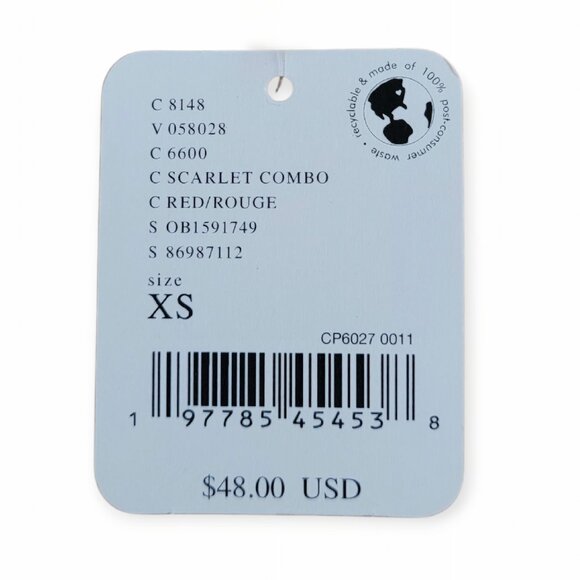 recyclable & made of 100% post-consumer waste •
C 8148
V 058028
C 6600
C SCARLET COMBO
C RED/ROUGE
S OB1591749
S 86987112
size
XS
CP6027 0011
1 97785 45453 8
$48.00 USD